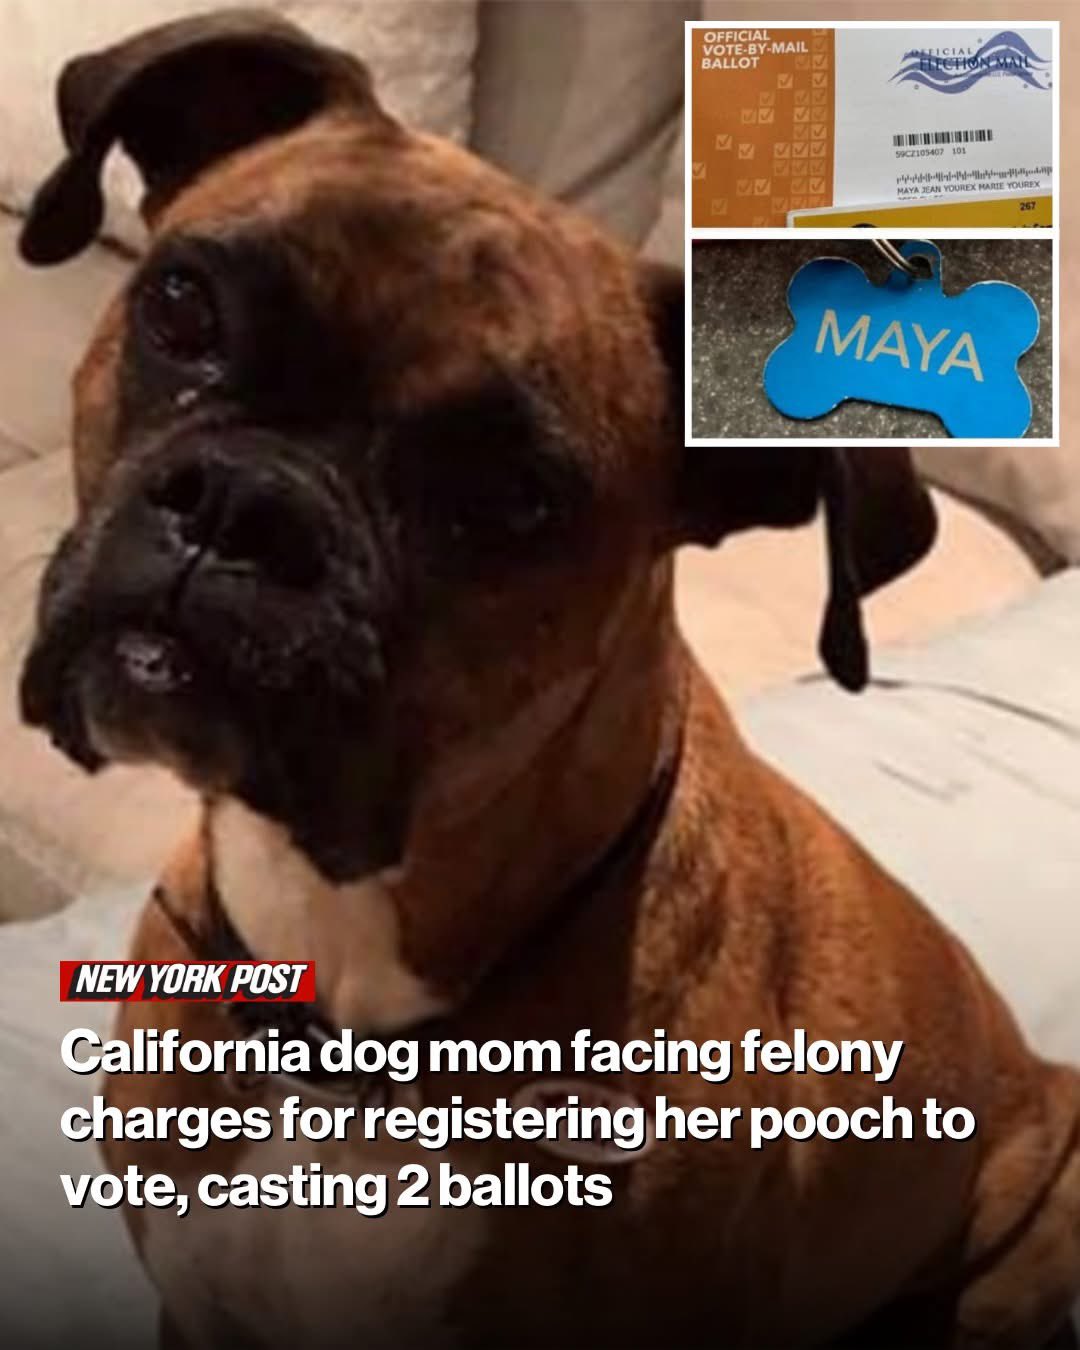 OFFICIAL
VOTE-BY-MAIL
BALLOT
OFFICIAL
ELECTION MAIL
59CZ105407 101
MAYA JEAN YOUREX MARIE YOUREX
267
MAYA
NEW YORK POST
California dog mom facing felony
charges for registering her pooch to
vote, casting 2 ballots